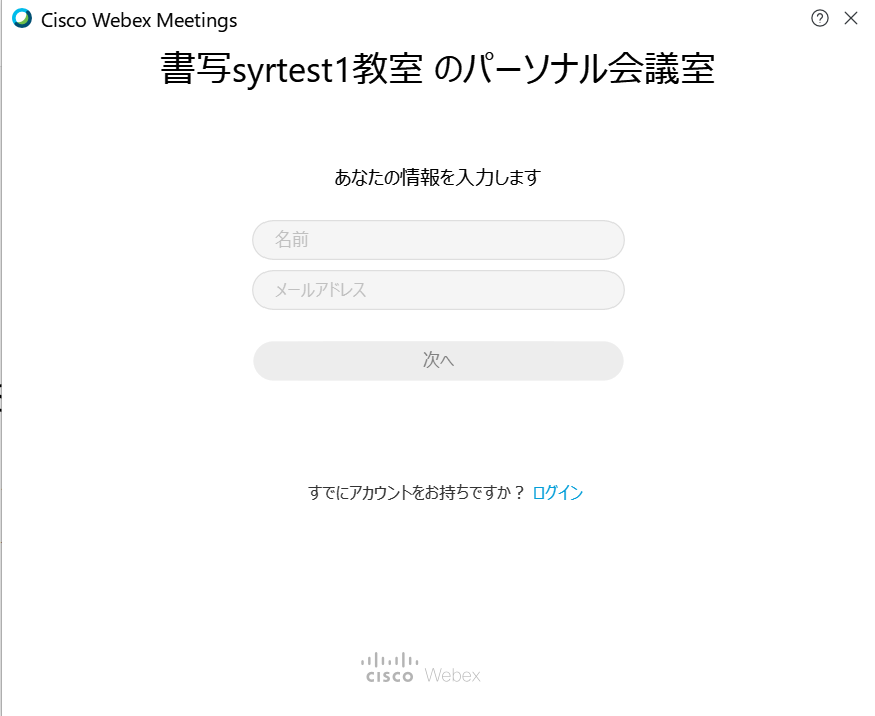 Cisco Webex Meetings
書写syrtest1教室 のパーソナル会議室
あなたの情報を入力します
名前
メールアドレス
次へ
すでにアカウントをお持ちですか？ ログイン
cisco Webex